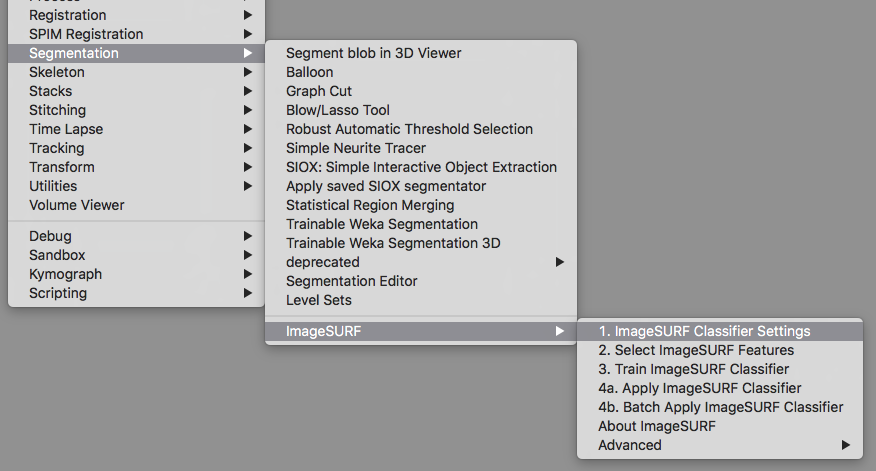 Process
Registration
SPIM Registration
Segmentation
Skeleton
Stacks
Stitching
Time Lapse
Tracking
Transform
Utilities
Volume Viewer
Debug
Sandbox
Kymograph
Scripting
Segment blob in 3D Viewer
Balloon
Graph Cut
Blow/Lasso Tool
Robust Automatic Threshold Selection
Simple Neurite Tracer
SIOX: Simple Interactive Object Extraction
Apply saved SIOX segmentator
Statistical Region Merging
Trainable Weka Segmentation
Trainable Weka Segmentation 3D
deprecated
Segmentation Editor
Level Sets
ImageSURF
1. ImageSURF Classifier Settings
2. Select ImageSURF Features
3. Train ImageSURF Classifier
4a. Apply ImageSURF Classifier
4b. Batch Apply ImageSURF Classifier
About ImageSURF
Advanced